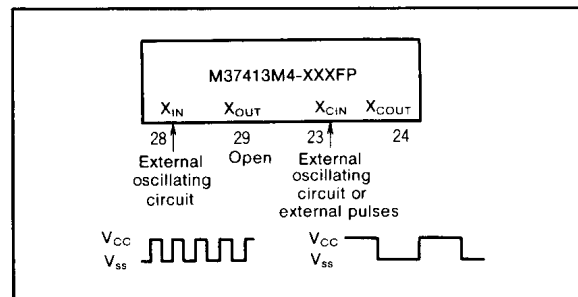 M37413M4-XXXFP
XIN XOUT XCIN XCOUT
28 29 23 24
External oscillating circuit
Open
External oscillating circuit or external pulses
VCC
Vss
VCC
Vss